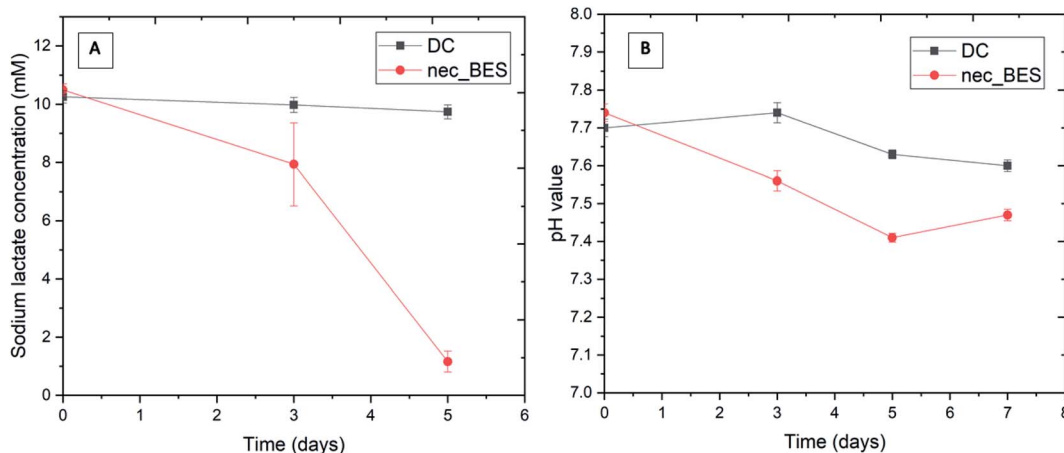 A
DC
nec_BES
Sodium lactate concentration (mM)
12
10
8
6
4
2
0
0 1 2 3 4 5 6
Time (days)
B
DC
nec_BES
pH value
8.0
7.9
7.8
7.7
7.6
7.5
7.4
7.3
7.2
7.1
7.0
0 1 2 3 4 5 6 7 8
Time (days)